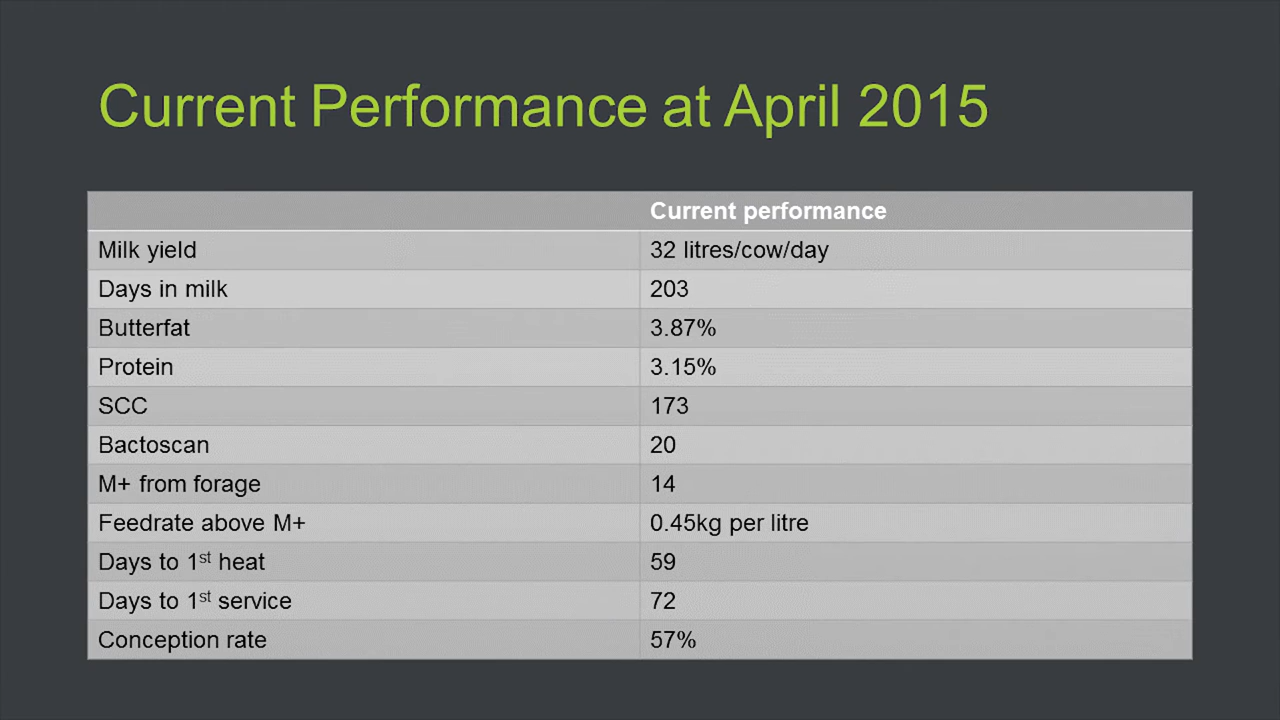 Current Performance at April 2015
Current performance
Milk yield 32 litres/cow/day
Days in milk 203
Butterfat 3.87%
Protein 3.15%
SCC 173
Bactoscan 20
M+ from forage 14
Feedrate above M+ 0.45kg per litre
Days to 1st heat 59
Days to 1st service 72
Conception rate 57%